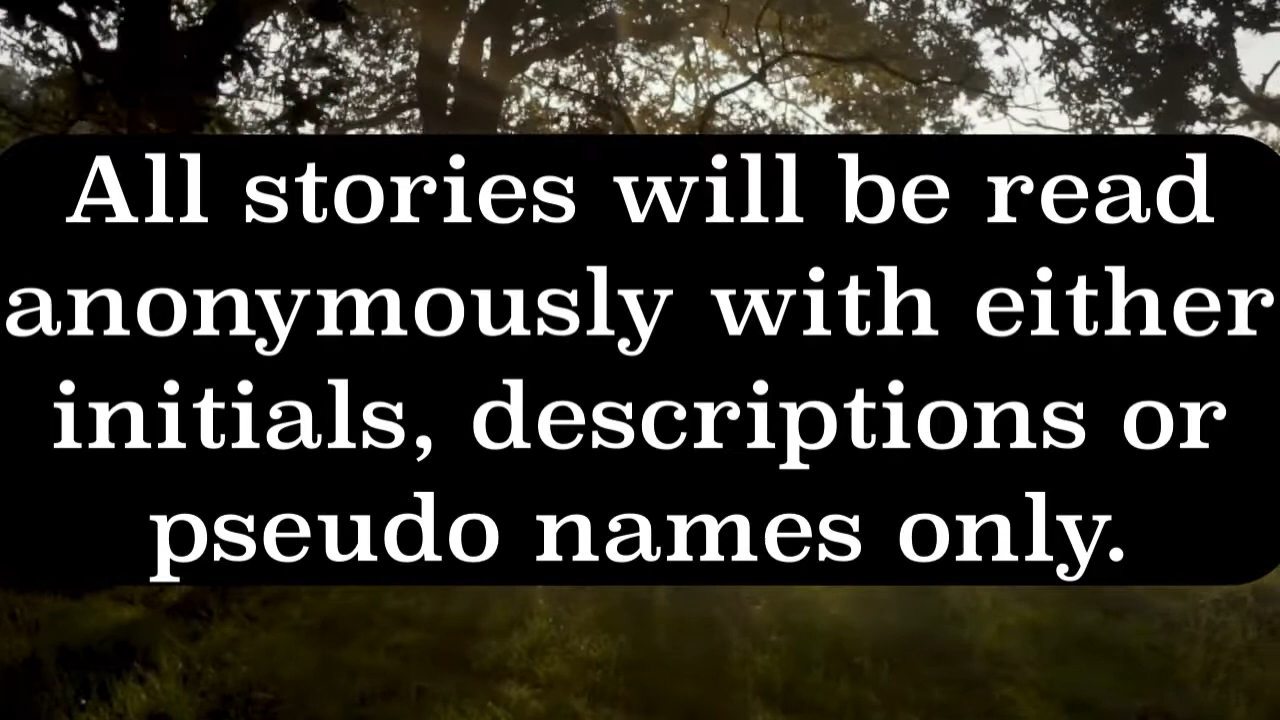 All stories will be read
anonymously with either
initials, descriptions or
pseudo names only.